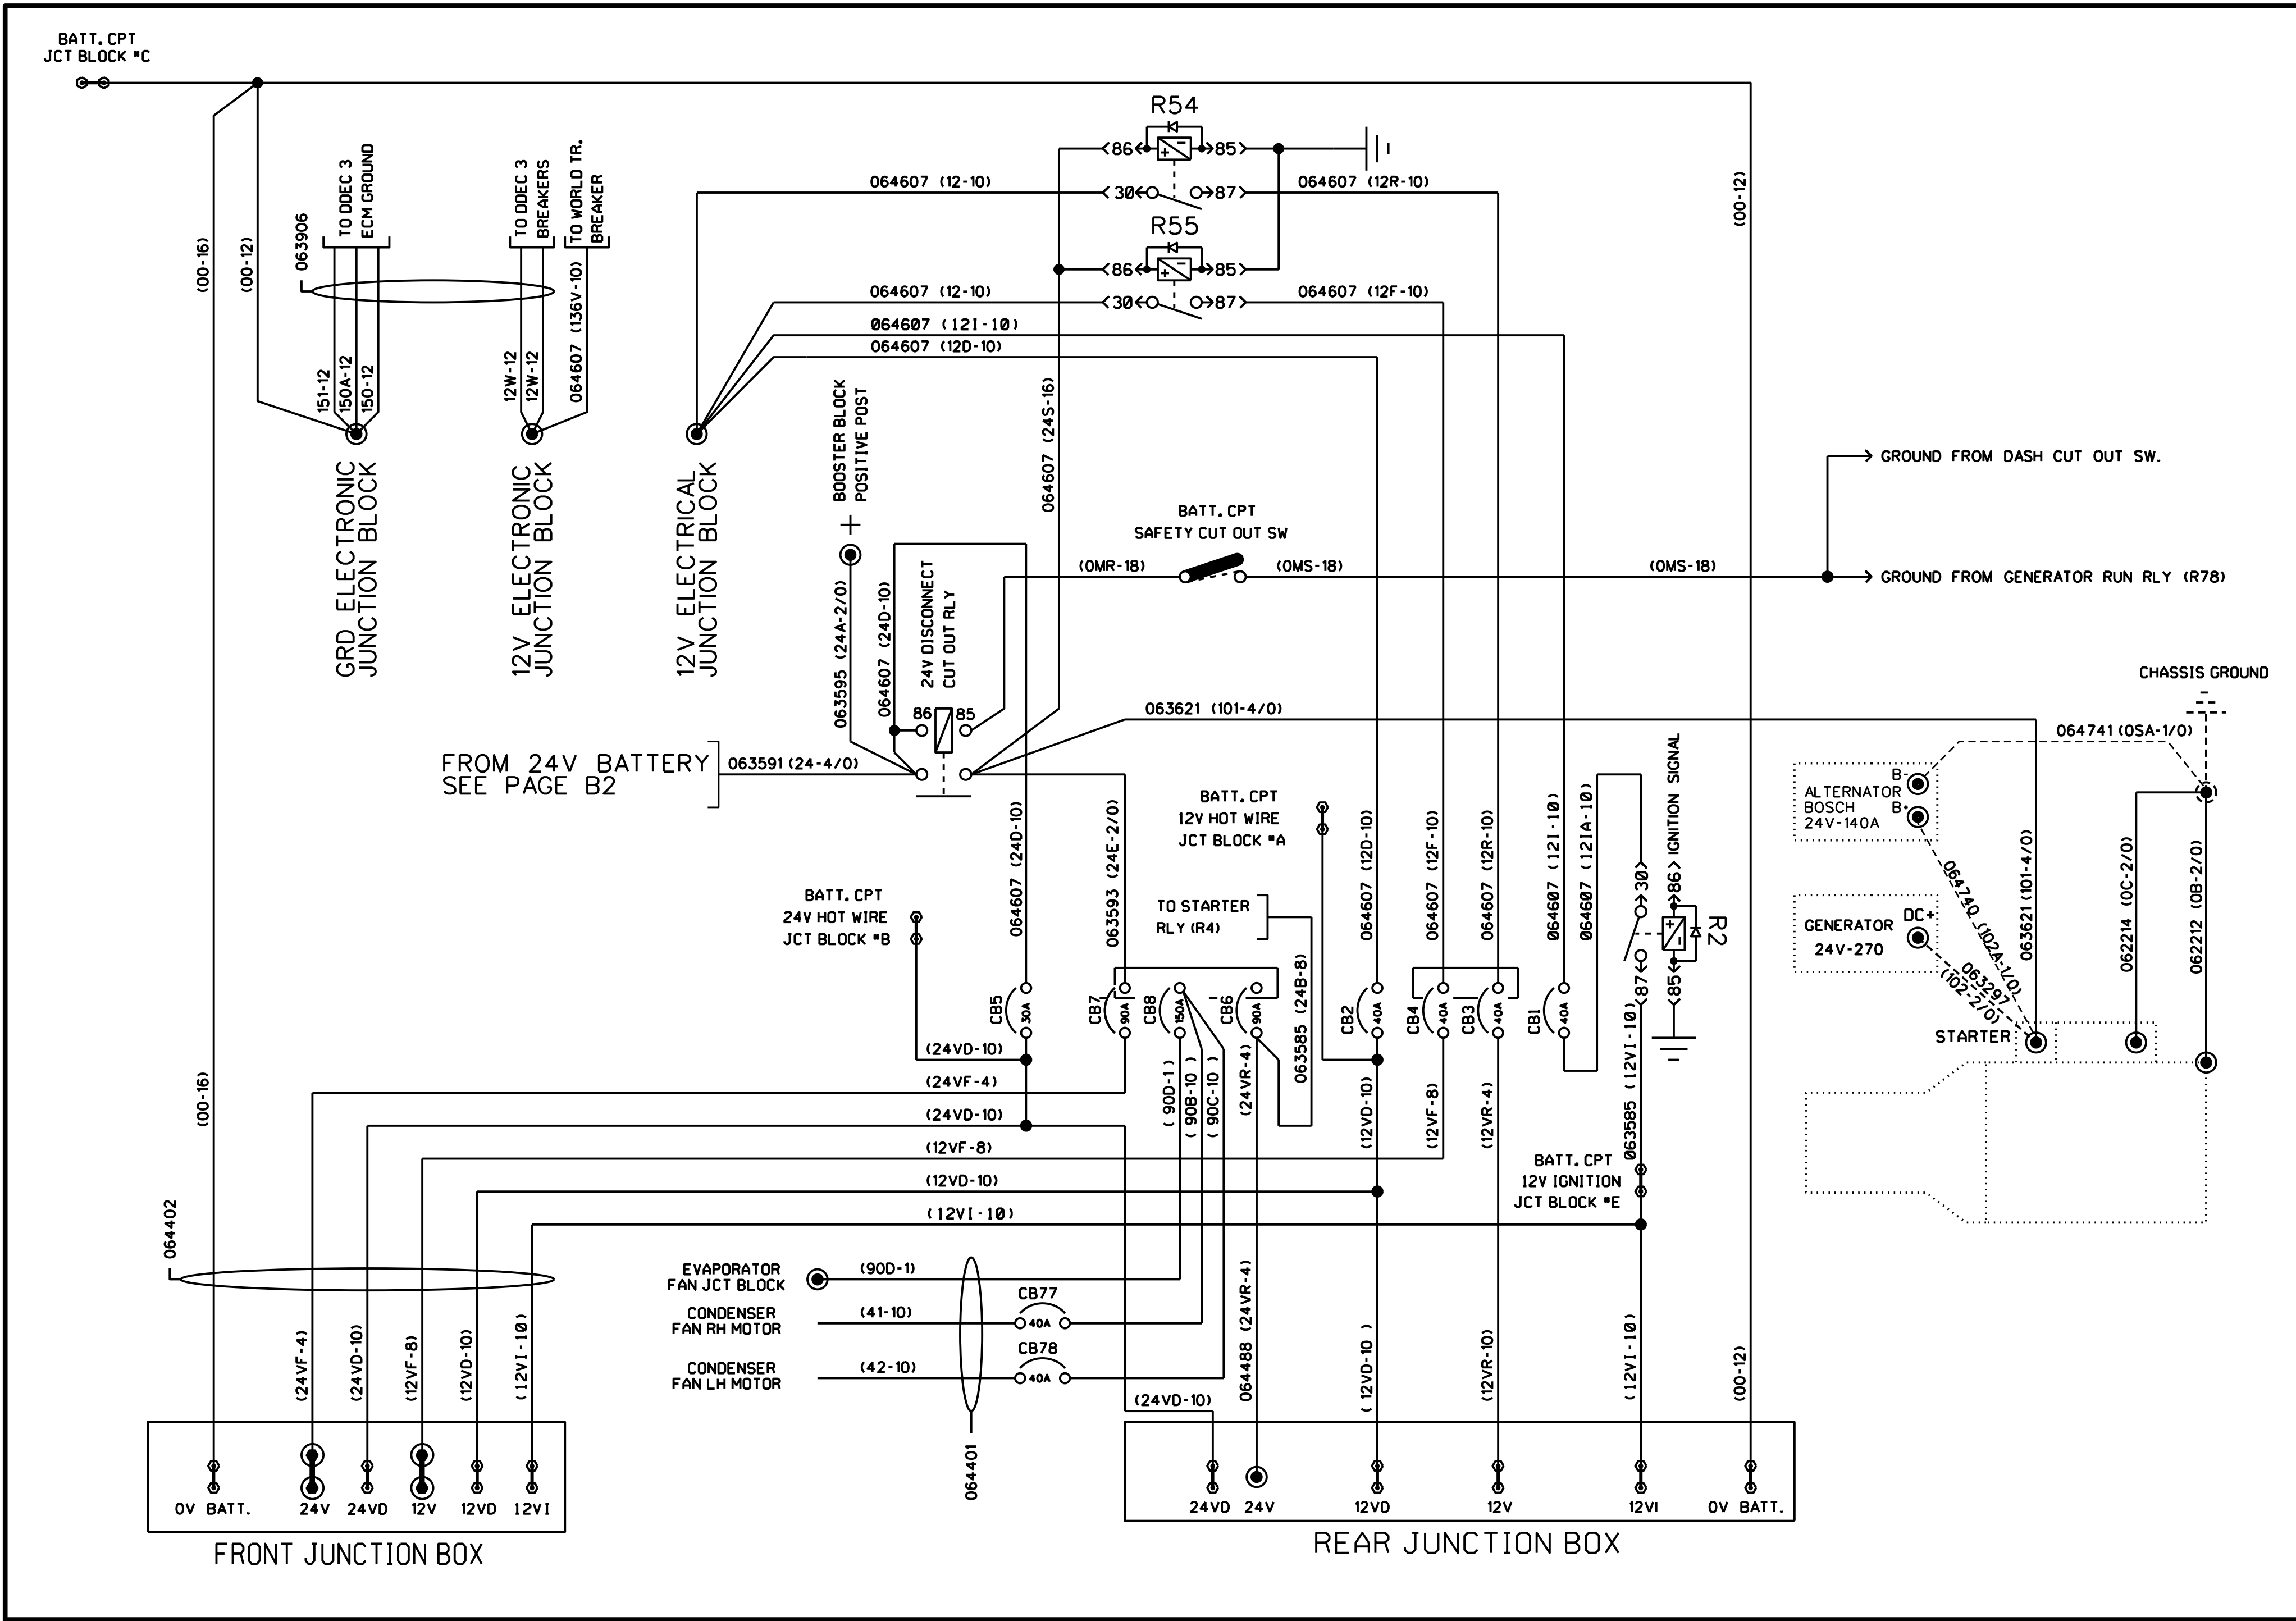 BATT. CPT
JCT BLOCK "C
R54
86
85
064607 (12-10)
30
87
064607 (12R-10)
R55
86
85
064607 (12-10)
30
87
064607 (12F-10)
064607 (12I-10)
064607 (12D-10)
(00-16)
(00-12)
063906
TO DDEC 3
ECM GROUND
TO DDEC 3
BREAKERS
TO WORLD TR.
BREAKER
151-12
150A-12
150-12
12W-12
12W-12
064607 (136V-10)
(00-12)
GRD ELECTRONIC
JUNCTION BLOCK
12V ELECTRONIC
JUNCTION BLOCK
12V ELECTRICAL
JUNCTION BLOCK
BOOSTER BLOCK
POSITIVE POST
+
064607 (24S-16)
BATT. CPT
SAFETY CUT OUT SW
(0MR-18)
(0MS-18)
(0MS-18)
GROUND FROM DASH CUT OUT SW.
GROUND FROM GENERATOR RUN RLY (R78)
063595 (24A-2/0)
064607 (24D-10)
24V DISCONNECT
CUT OUT RLY
86
85
FROM 24V BATTERY
SEE PAGE B2
063591 (24-4/0)
063621 (101-4/0)
CHASSIS GROUND
064741 (0SA-1/0)
ALTERNATOR
BOSCH
24V-140A
B-
B+
GENERATOR
24V-270
DC+
064740 (102A-1/0)
063297
(102-2/0)
063621 (101-4/0)
062214 (0C-2/0)
062212 (0B-2/0)
STARTER
BATT. CPT
24V HOT WIRE
JCT BLOCK "B
064607 (24D-10)
063593 (24E-2/0)
BATT. CPT
12V HOT WIRE
JCT BLOCK "A
TO STARTER
RLY (R4)
064607 (12D-10)
064607 (12F-10)
064607 (12R-10)
064607 (12I-10)
064607 (12IA-10)
30
86
IGNITION SIGNAL
R2
87
85
CB5
30A
CB7
90A
CB8
150A
CB6
90A
063585 (24B-8)
CB2
40A
CB4
40A
CB3
40A
CB1
40A
(24VD-10)
(24VF-4)
(24VD-10)
(12VF-8)
(12VD-10)
(12VI-10)
(90D-1)
(90B-10)
(90C-10)
(24VR-4)
(12VD-10)
(12VF-8)
(12VR-4)
063585 (12VI-10)
BATT. CPT
12V IGNITION
JCT BLOCK "E
(00-16)
064402
EVAPORATOR
FAN JCT BLOCK
(90D-1)
CONDENSER
FAN RH MOTOR
(41-10)
CB77
40A
CONDENSER
FAN LH MOTOR
(42-10)
CB78
40A
064401
(24VF-4)
(24VD-10)
(12VF-8)
(12VD-10)
(12VI-10)
(24VD-10)
064488 (24VR-4)
(12VD-10)
(12VR-10)
(12VI-10)
(00-12)
0V BATT.
24V
24VD
12V
12VD
12VI
FRONT JUNCTION BOX
24VD
24V
12VD
12V
12VI
0V BATT.
REAR JUNCTION BOX